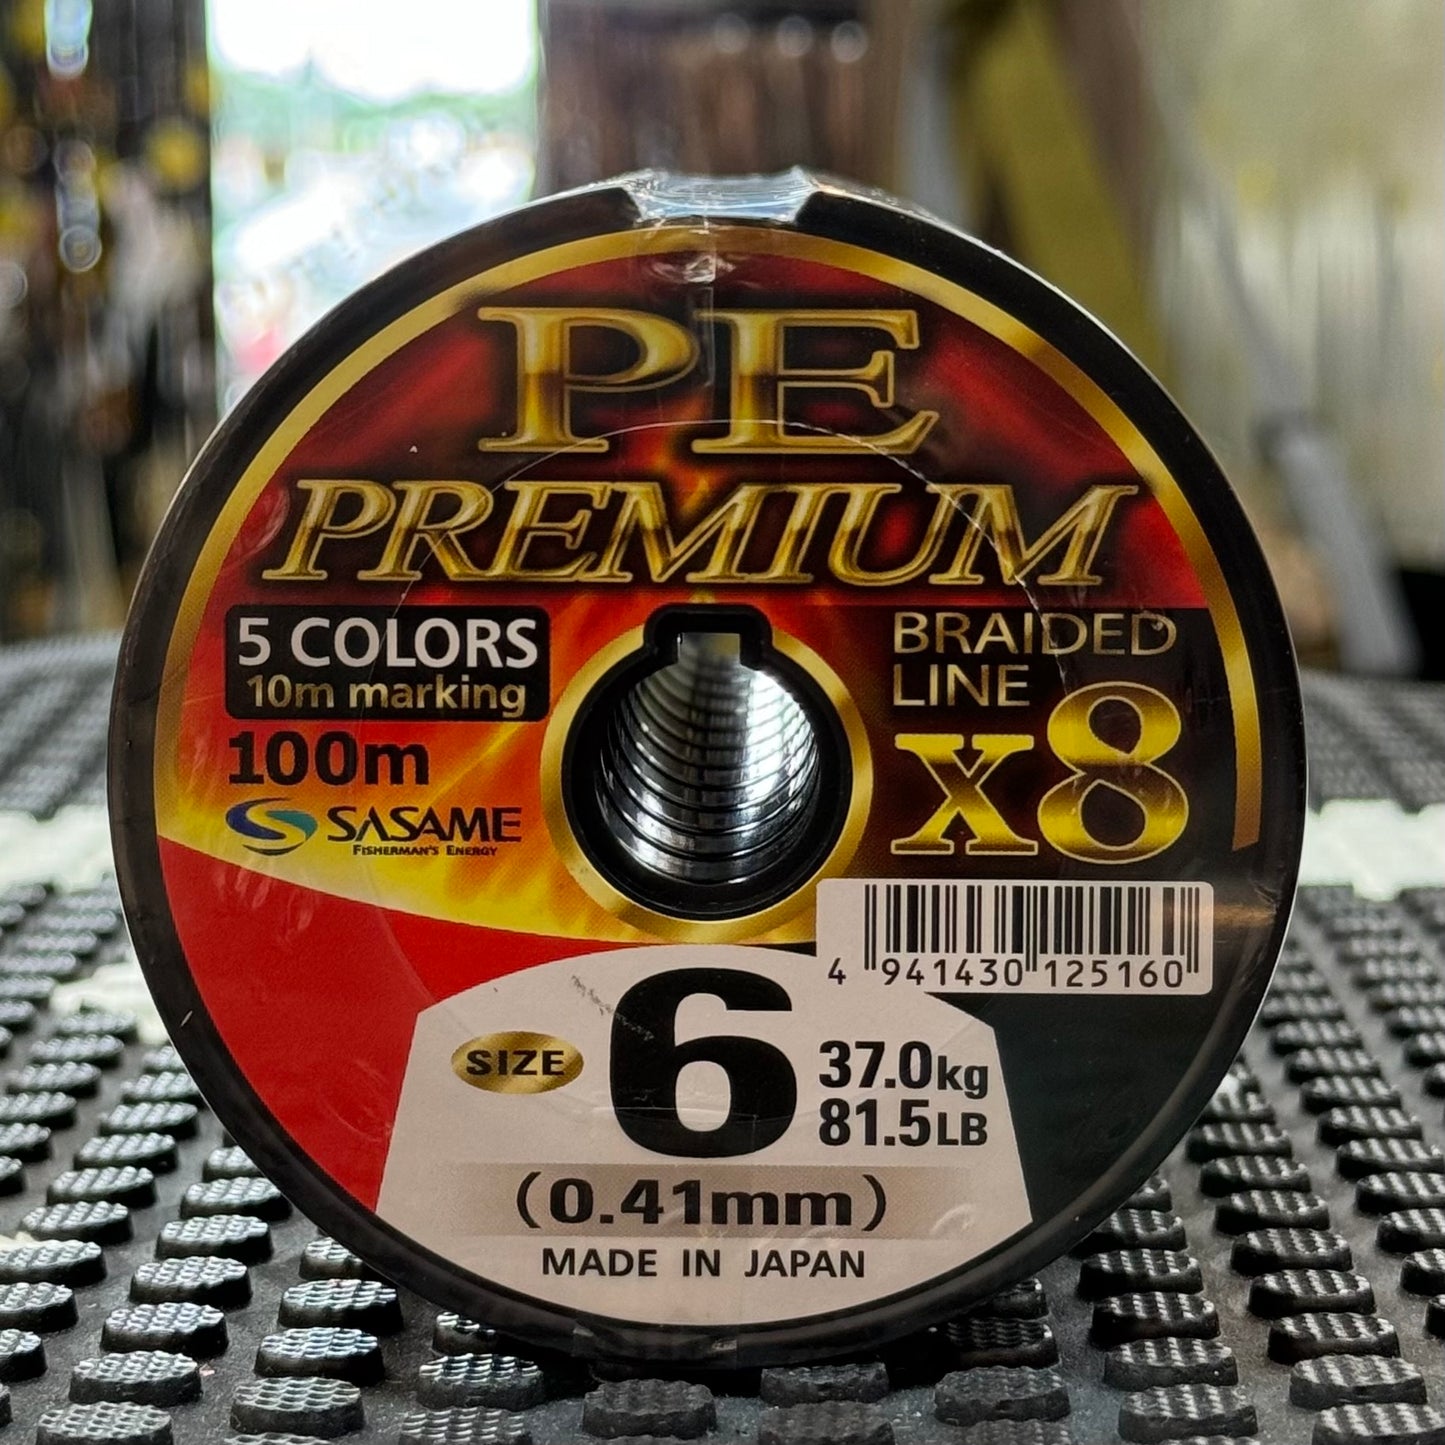 PE
PREMIUM
5 COLORS
10m marking
100m
SASAME
FISHERMAN'S ENERGY
BRAIDED
LINE
x8
4 941430 125160
SIZE
6
37.0kg
81.5LB
(0.41mm)
MADE IN JAPAN